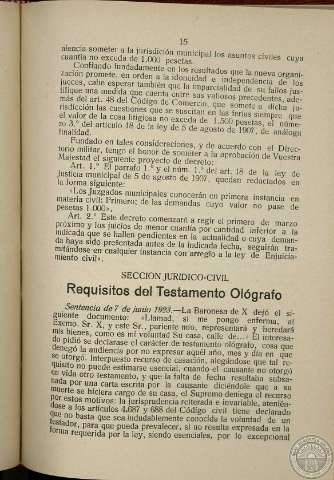 15
alencia someter a la jurisdición municipal los asuntos civiles cuya
cuantía no exceda de 1.000 pesetas.
Confiando fundadamente en los resultados que la nueva organi-
zación promete, en orden a la idoneidad e independencia de los
jueces, cabe esperar también que la imparcialidad de su fallos jus-
tifique una medida que cuenta entre sus valiosos precedentes, ade-
más del art. 48 del Código de Comercio, que somete a dicha ju-
risdicción las cuestiones que se suscitan en las ferias siempre que
el valor de la cosa litigiosa no exceda de 1.500 pesetas, el núme-
ro 3.º del artículo 18 de la ley de 5 de agosto de 1907, de análoga
finalidad.
Fundado en tales consideraciones, y de acuerdo con el Direc-
torio militar, tengo el honor de someter a la aprobación de Vuestra
Majestad el siguiente proyecto de decreto:
Art. 1.º El párrafo 1.º y el núm. 1.º del art. 18 de la ley de
Justicia municipal de 5 de agosto de 1907, quedan redactados en
la forma siguiente:
«Los Juzgados municipales conocerán en primera instancia en
materia civil: Primero; de las demandas cuyo valor no pase de
pesetas 1.000».
Art. 2.º Este decreto comenzará a regir el primero de marzo
próximo y los juicios de menor cuantía por cantidad inferior a la
indicada que se hallen pendientes en la actualidad o cuya deman-
da haya sido presentada antes de la indicada fecha, seguirán tra-
mitándose en cualquier instancia con arreglo a la ley de Enjuicia-
miento civil».
SECCIÓN JURÍDICO-CIVIL
Requisitos del Testamento Ológrafo
Sentencia de 7 de junio 1923.—La Baronesa de X dejó el si-
guiente documento: «Llamad, si me pongo enferma, al
Excmo. Sr. X, y este Sr., pariente mío, representará y heredará
mis bienes, como es mi voluntad Su casa, calle de...» El interesa-
do pidió se declarase el carácter de testamento ológrafo, cosa que
denegó la audiencia por no expresar aquél año, mes y día en que
se otorgó. Interpuesto recurso de casación, alegándose que tal re-
quisito no puede estimarse esencial, cuando el causante no otorgó
en vida otro testamento, y que la falta de fecha resultaba subsa-
nada por una carta escrita por la causante diciéndole que a su
muerte se hiciera cargo de su casa, el Supremo deniega el recurso
por estos motivos: la jurisprudencia reiterada e invariable, atenién-
dose a los artículos 4,687 y 688 del Código civil tiene declarado
que no basta que sea indudablemente conocida la voluntad de un
testador, para que pueda prevalecer, si no resulta expresada en la
forma requerida por la ley, siendo esenciales, por lo excepcional